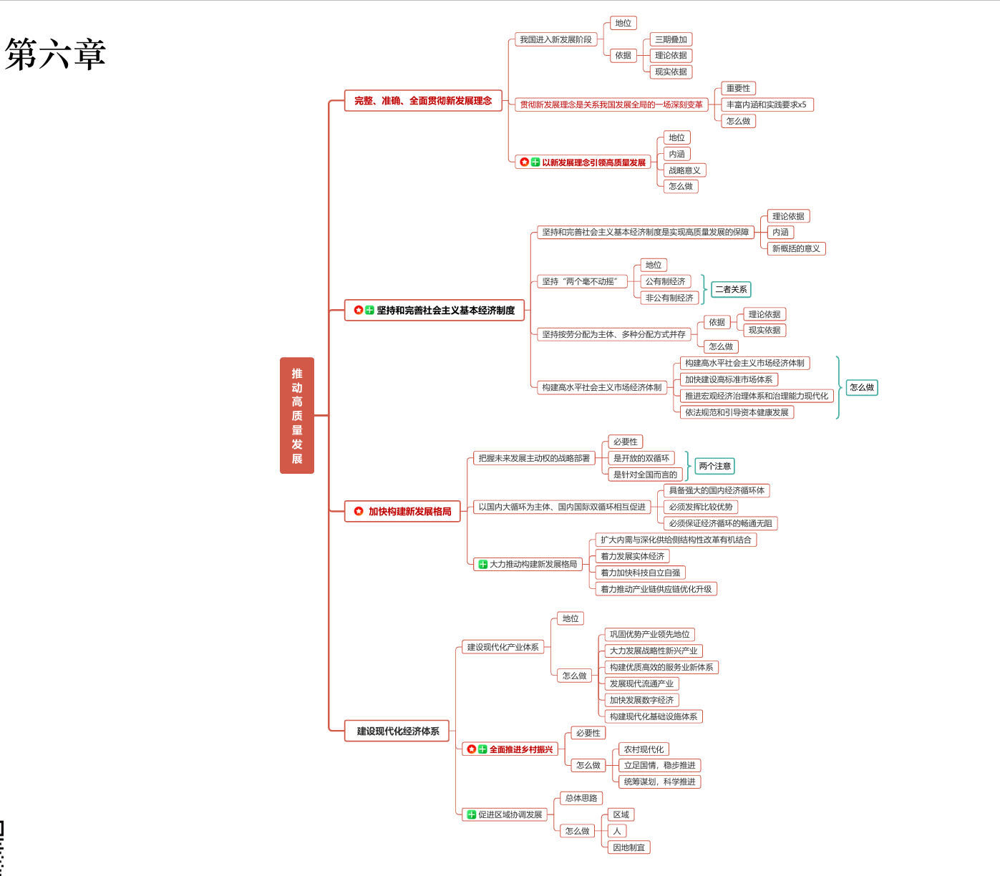 第六章
推动高质量发展
完整、准确、全面贯彻新发展理念
我国进入新发展阶段
地位
依据
三期叠加
理论依据
现实依据
贯彻新发展理念是关系我国发展全局的一场深刻变革
重要性
丰富内涵和实践要求x5
怎么做
以新发展理念引领高质量发展
地位
内涵
战略意义
怎么做
坚持和完善社会主义基本经济制度
坚持和完善社会主义基本经济制度是实现高质量发展的保障
理论依据
内涵
新概括的意义
坚持“两个毫不动摇”
地位
公有制经济
非公有制经济
二者关系
坚持按劳分配为主体、多种分配方式并存
依据
理论依据
现实依据
怎么做
构建高水平社会主义市场经济体制
构建高水平社会主义市场经济体制
加快建设高标准市场体系
推进宏观经济治理体系和治理能力现代化
依法规范和引导资本健康发展
怎么做
加快构建新发展格局
把握未来发展主动权的战略部署
必要性
是开放的双循环
是针对全国而言的
两个注意
以国内大循环为主体、国内国际双循环相互促进
具备强大的国内经济循环体
必须发挥比较优势
必须保证经济循环的畅通无阻
大力推动构建新发展格局
扩大内需与深化供给侧结构性改革有机结合
着力发展实体经济
着力加快科技自立自强
着力推动产业链供应链优化升级
建设现代化经济体系
建设现代化产业体系
地位
怎么做
巩固优势产业领先地位
大力发展战略性新兴产业
构建优质高效的服务业新体系
发展现代流通产业
加快发展数字经济
构建现代化基础设施体系
全面推进乡村振兴
必要性
怎么做
农村现代化
立足国情，稳步推进
统筹谋划，科学推进
促进区域协调发展
总体思路
怎么做
区域
人
因地制宜